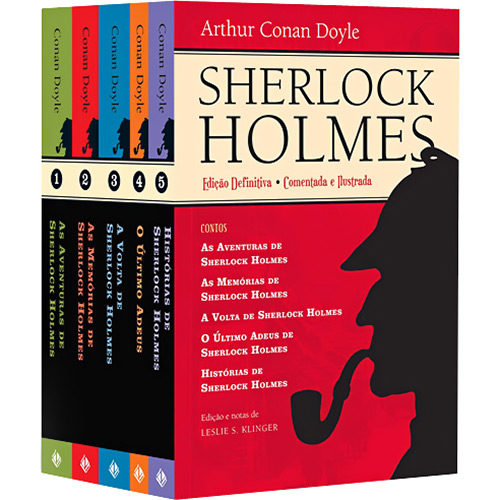 Conan Doyle
1
As Aventuras de
Sherlock Holmes
Conan Doyle
2
As Memórias de
Sherlock Holmes
Conan Doyle
3
A Volta de
Sherlock Holmes
Conan Doyle
4
O Último Adeus
Conan Doyle
5
Histórias de
Sherlock Holmes
Arthur Conan Doyle
SHERLOCK
HOLMES
Edição Definitiva • Comentada e Ilustrada
CONTOS
As Aventuras de
Sherlock Holmes
As Memórias de
Sherlock Holmes
A Volta de Sherlock Holmes
O Último Adeus de
Sherlock Holmes
Histórias de
Sherlock Holmes
Edição e notas de
LESLIE S. KLINGER